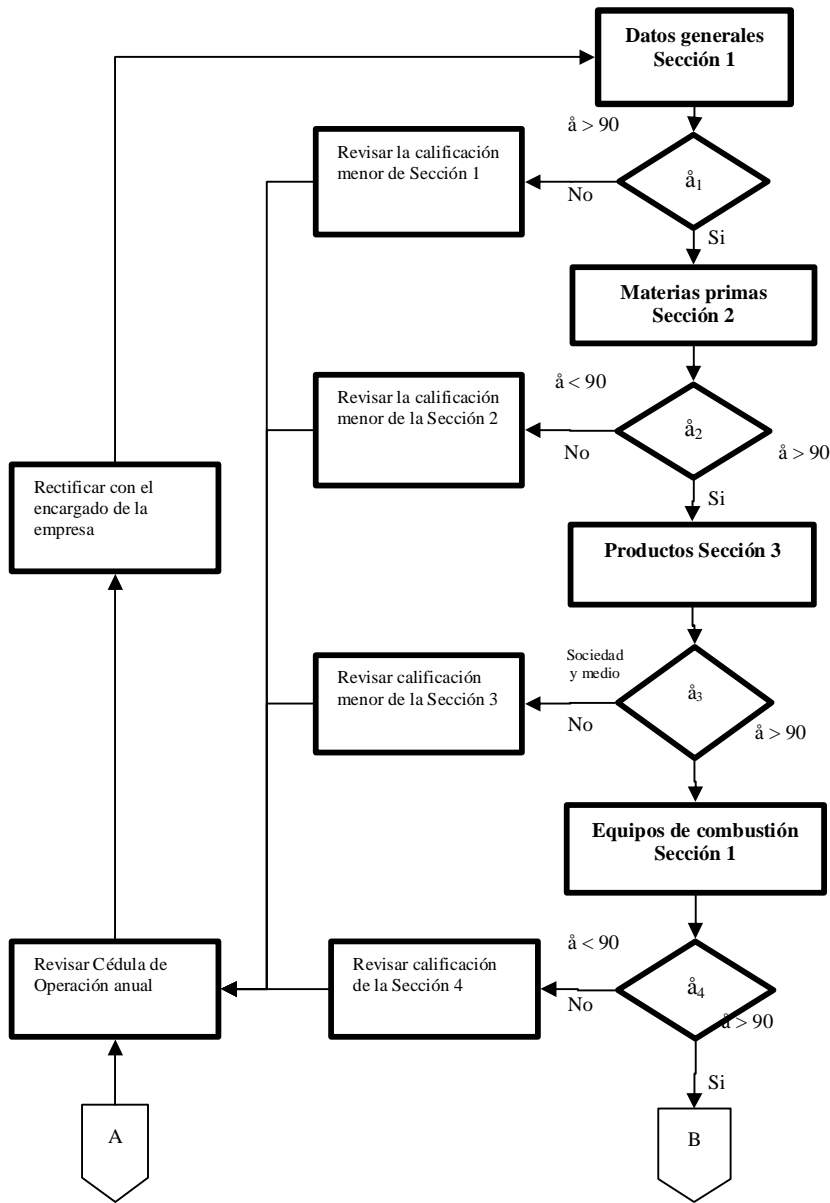 Datos generales
Sección 1
å > 90
Revisar la calificación
menor de Sección 1
å1
No
Si
Materias primas
Sección 2
å < 90
Revisar la calificación
menor de la Sección 2
å2
å > 90
No
Si
Rectificar con el
encargado de la
empresa
Productos Sección 3
Sociedad
y medio
Revisar calificación
menor de la Sección 3
å3
No
å > 90
Equipos de combustión
Sección 1
å < 90
Revisar Cédula de
Operación anual
Revisar calificación
de la Sección 4
å4
No
å > 90
Si
A
B